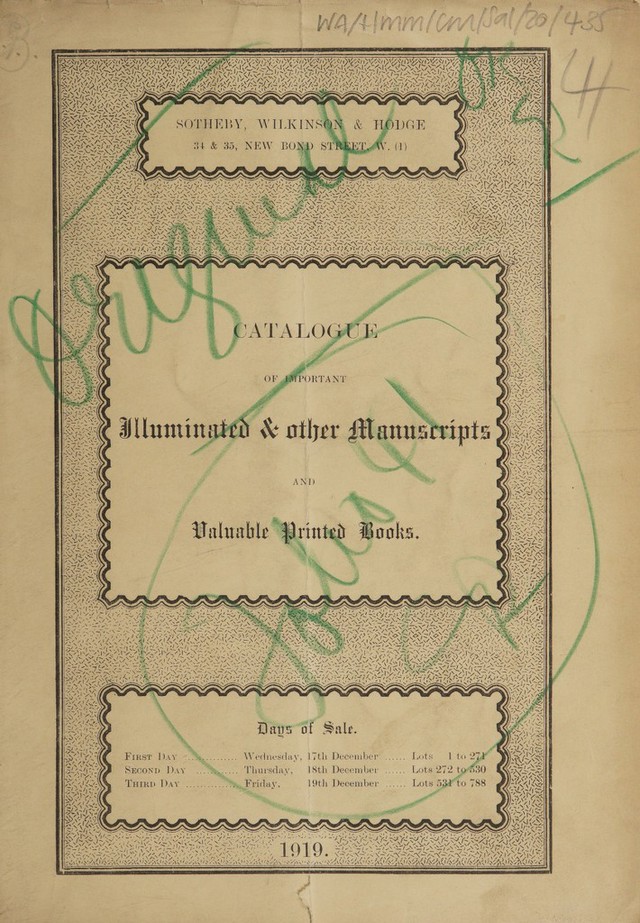 WA/HMM/CM/Sal/20/435
SOTHEBY, WILKINSON & HODGE
34 & 35, NEW BOND STREET, W. (1)
Original
CATALOGUE
OF IMPORTANT
Illuminated & other Manuscripts
AND
Valuable Printed Books.
Days of Sale.
FIRST DAY ............ Wednesday, 17th December ...... Lots 1 to 271
SECOND DAY .......... Thursday, 18th December ...... Lots 272 to 530
THIRD DAY ............ Friday, 19th December ...... Lots 531 to 788
1919.